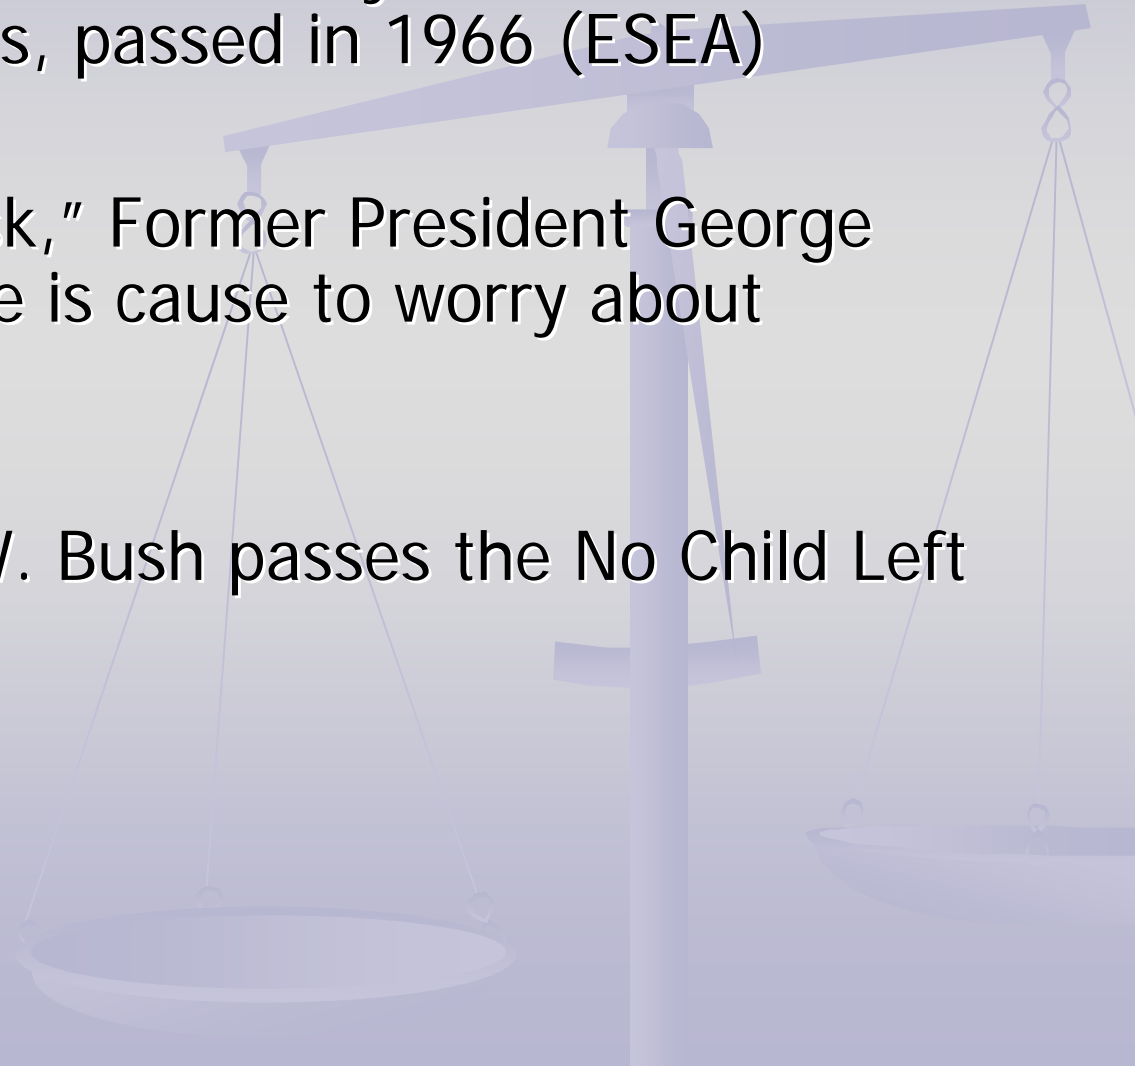 s, passed in 1966 (ESEA)
k,” Former President George
e is cause to worry about
. Bush passes the No Child Left